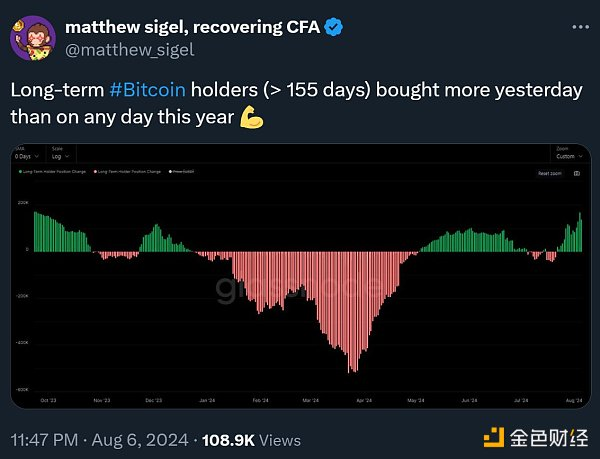 matthew sigel, recovering CFA
@matthew_sigel
Long-term #Bitcoin holders (> 155 days) bought more yesterday
than on any day this year 💪
SMA Scale Zoom
0 Days Log Custom
Long-Term Holder Position Change Long-Term Holder Position Change Price (USD) Reset zoom
200K
0
-200K
-400K
-600K
glassnode
Oct '23 Nov '23 Dec '23 Jan '24 Feb '24 Mar '24 Apr '24 May '24 Jun '24 Jul '24 Aug '24
11:47 PM · Aug 6, 2024 · 108.9K Views
金色财经